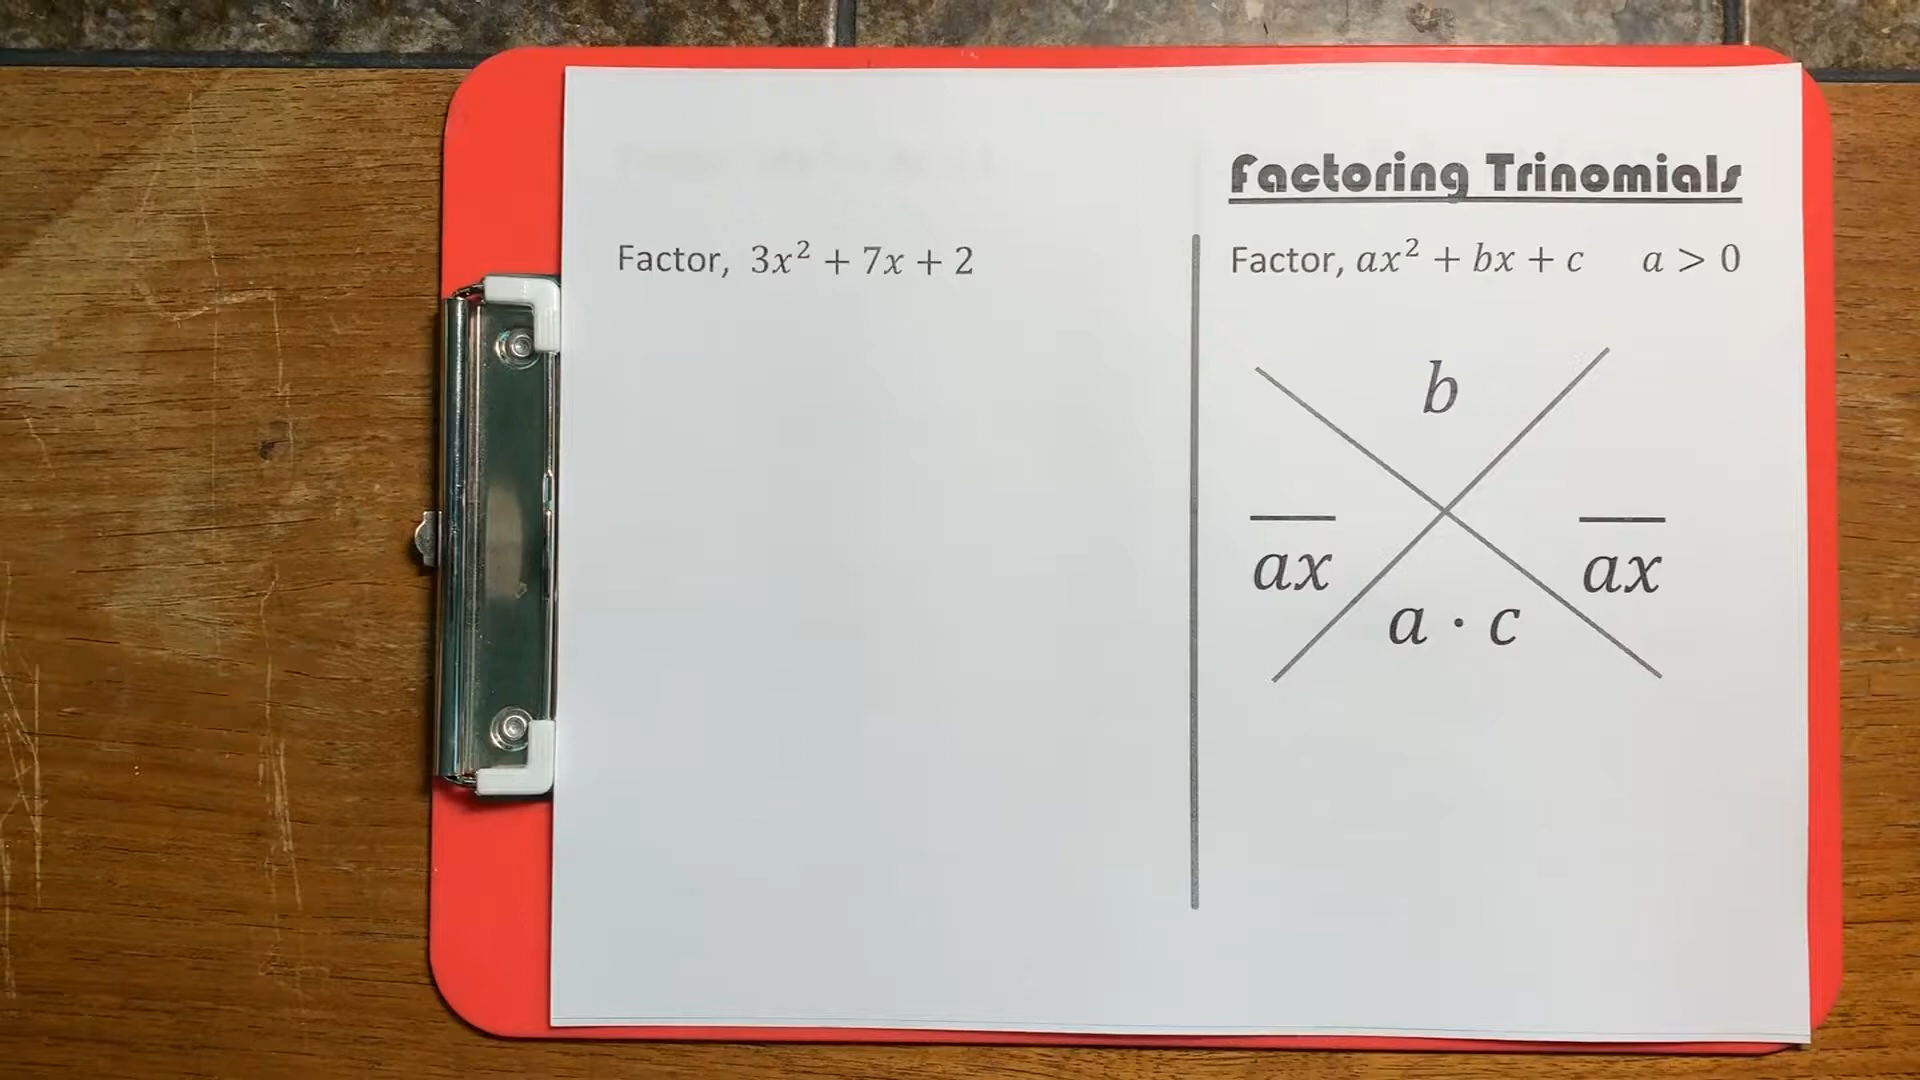 Factoring Trinomials
Factor, 3x² + 7x + 2
Factor, ax² + bx + c a > 0
b
ax
ax
a · c